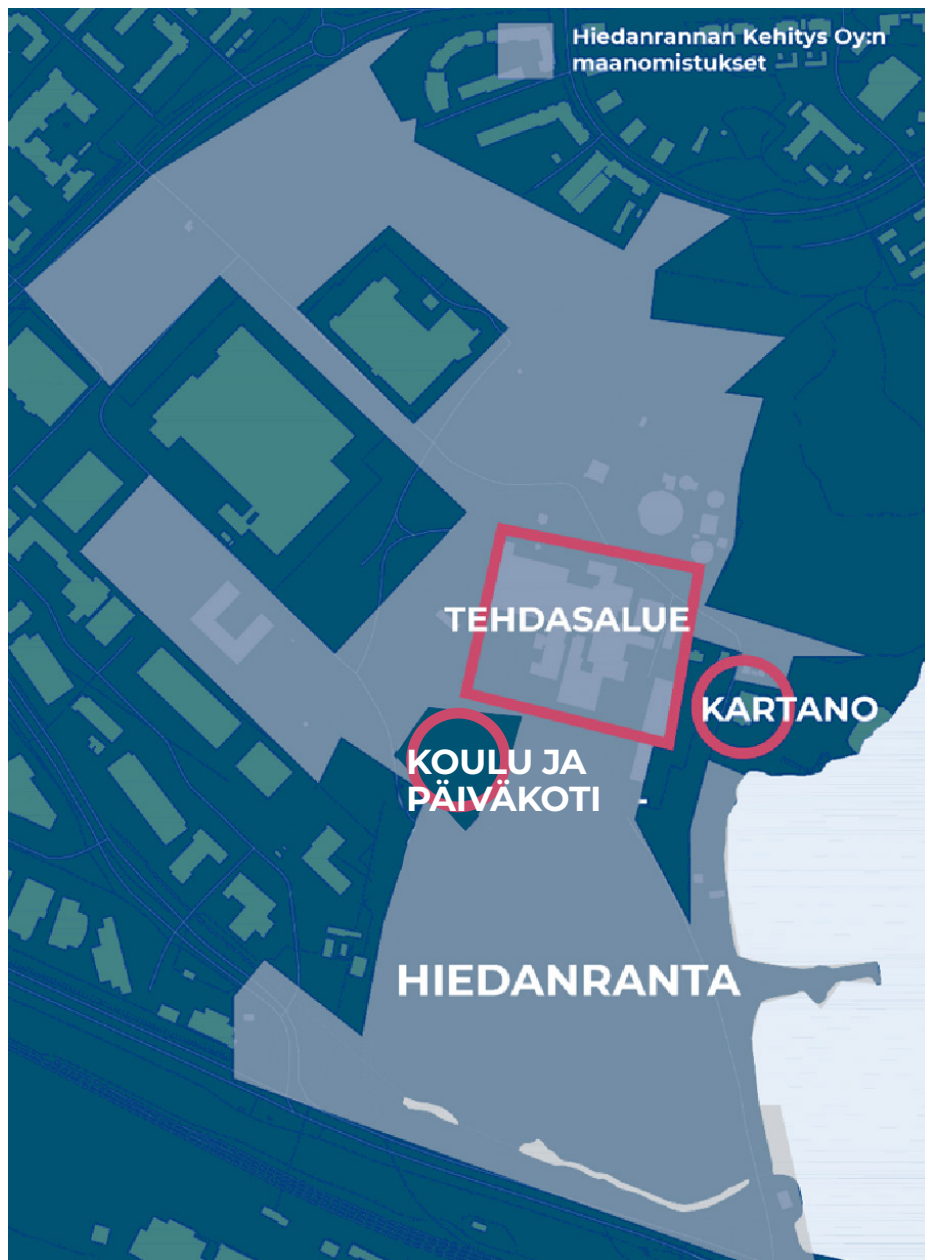 Hiedanrannan Kehitys Oy:n
maanomistukset
TEHDASALUE
KARTANO
KOULU JA
PÄIVÄKOTI
HIEDANRANTA